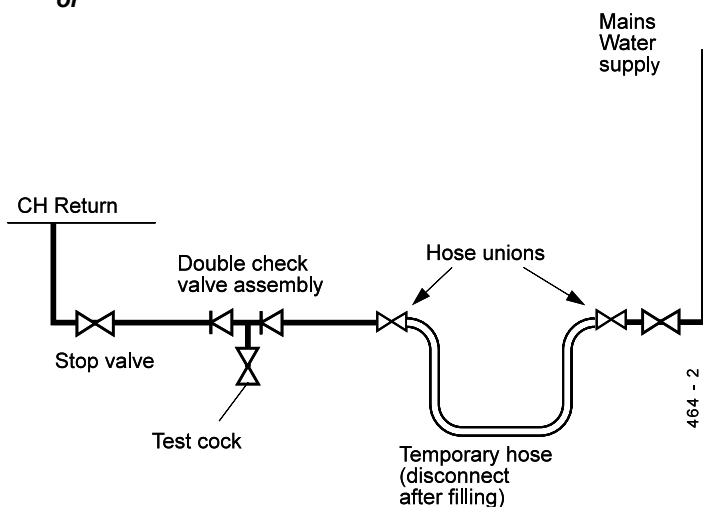 or
Mains
Water
supply
CH Return
Double check
valve assembly
Hose unions
Stop valve
Test cock
Temporary hose
(disconnect
after filling)
464 - 2